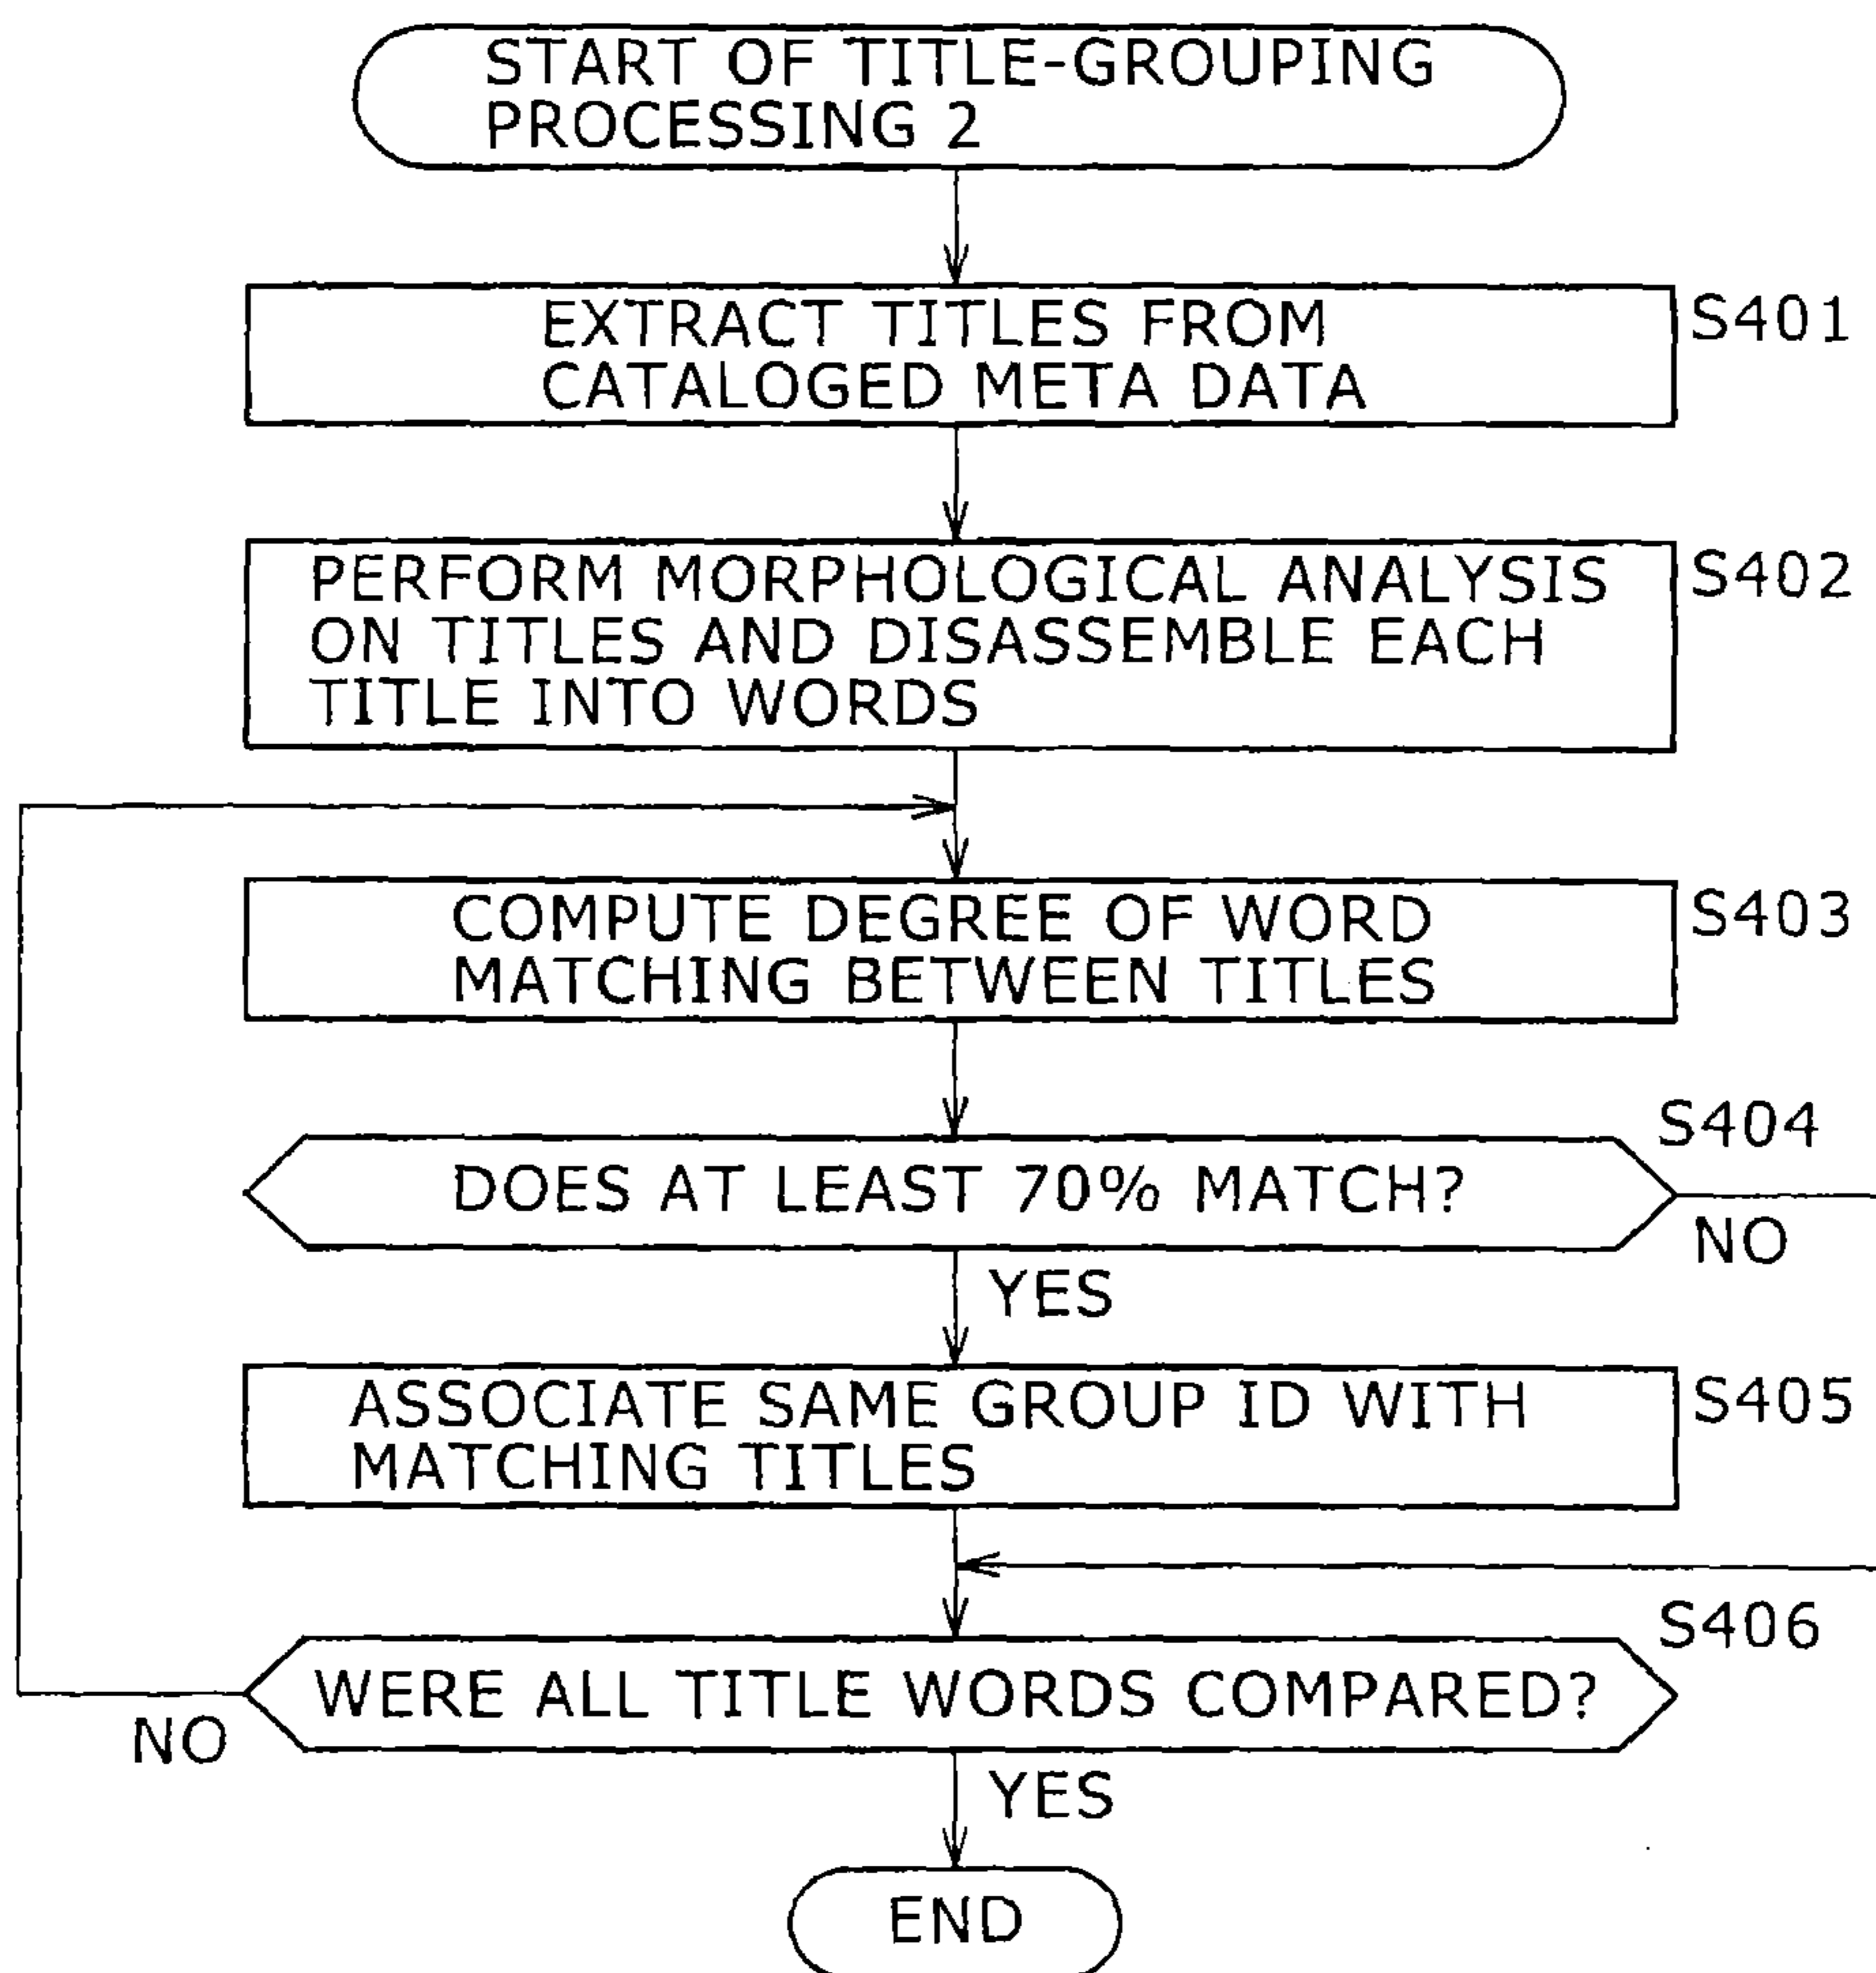 START OF TITLE-GROUPING
PROCESSING 2
EXTRACT TITLES FROM
CATALOGED META DATA
S401
PERFORM MORPHOLOGICAL ANALYSIS
ON TITLES AND DISASSEMBLE EACH
TITLE INTO WORDS
S402
COMPUTE DEGREE OF WORD
MATCHING BETWEEN TITLES
S403
S404
DOES AT LEAST 70% MATCH?
NO
YES
ASSOCIATE SAME GROUP ID WITH
MATCHING TITLES
S405
S406
WERE ALL TITLE WORDS COMPARED?
NO
YES
END